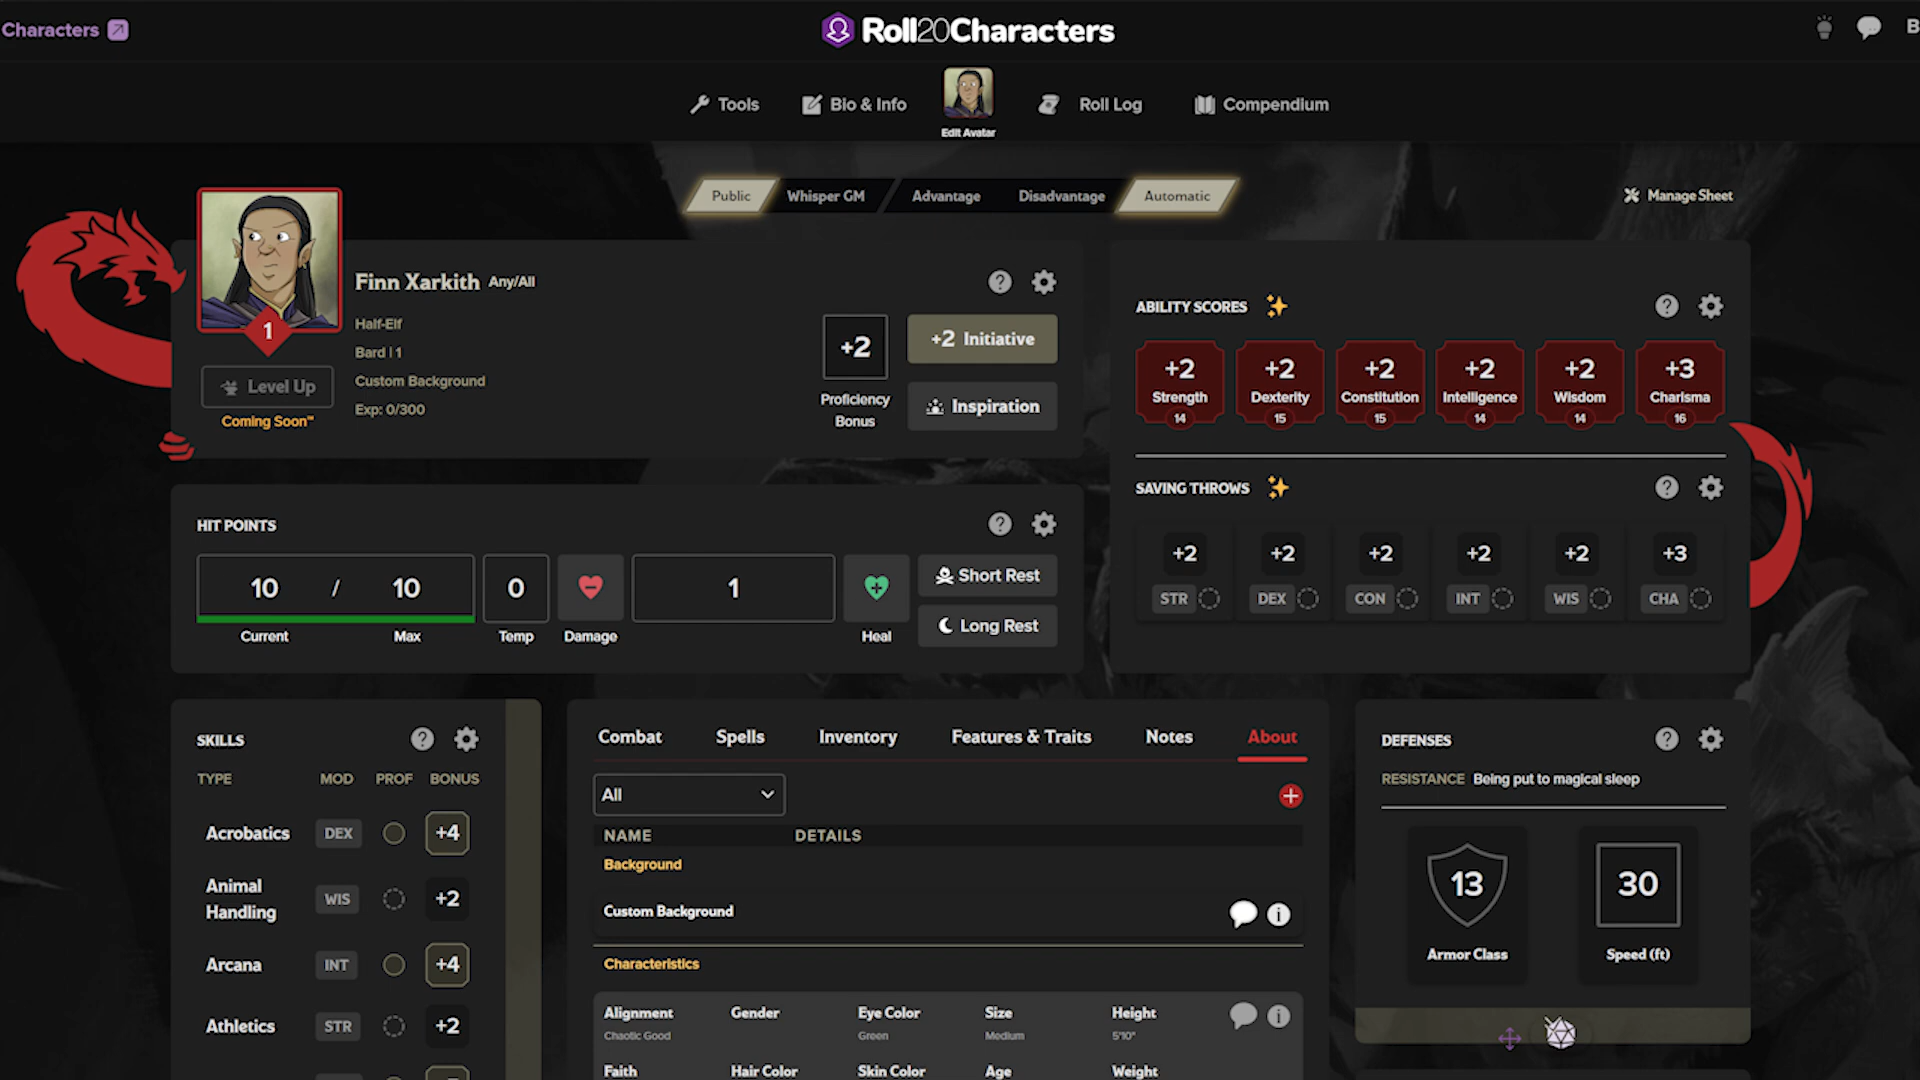 Characters
Roll20Characters
B
Tools
Bio & Info
Edit Avatar
Roll Log
Compendium
Public
Whisper GM
Advantage
Disadvantage
Automatic
Manage Sheet
1
Level Up
Coming Soon™
Finn Xarkith Any/All
Half-Elf
Bard | 1
Custom Background
Exp: 0/300
+2
Proficiency
Bonus
+2 Initiative
Inspiration
ABILITY SCORES
+2 +2 +2 +2 +2 +3
Strength Dexterity Constitution Intelligence Wisdom Charisma
14 15 15 14 14 16
SAVING THROWS
+2 +2 +2 +2 +2 +3
STR DEX CON INT WIS CHA
HIT POINTS
10 / 10 0 1
Current Max Temp Damage Heal
Short Rest
Long Rest
SKILLS
TYPE MOD PROF BONUS
Acrobatics DEX +4
Animal
Handling WIS +2
Arcana INT +4
Athletics STR +2
Combat Spells Inventory Features & Traits Notes About
All
NAME DETAILS
Background
Custom Background
Characteristics
Alignment Gender Eye Color Size Height
Chaotic Good Green Medium 5'10"
Faith Hair Color Skin Color Age Weight
DEFENSES
RESISTANCE Being put to magical sleep
13 30
Armor Class Speed (ft)